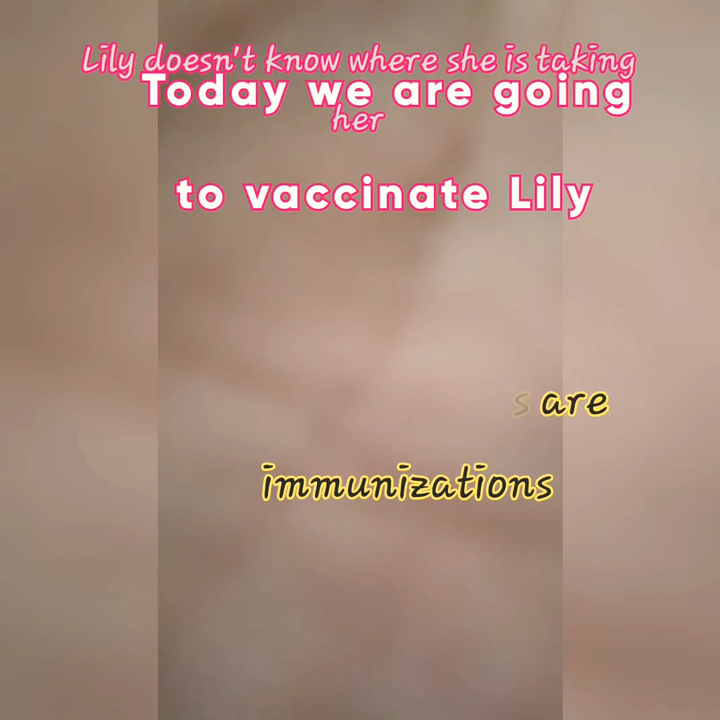 Lily doesn't know where she is taking
Today we are going
her
to vaccinate Lily
s are
immunizations